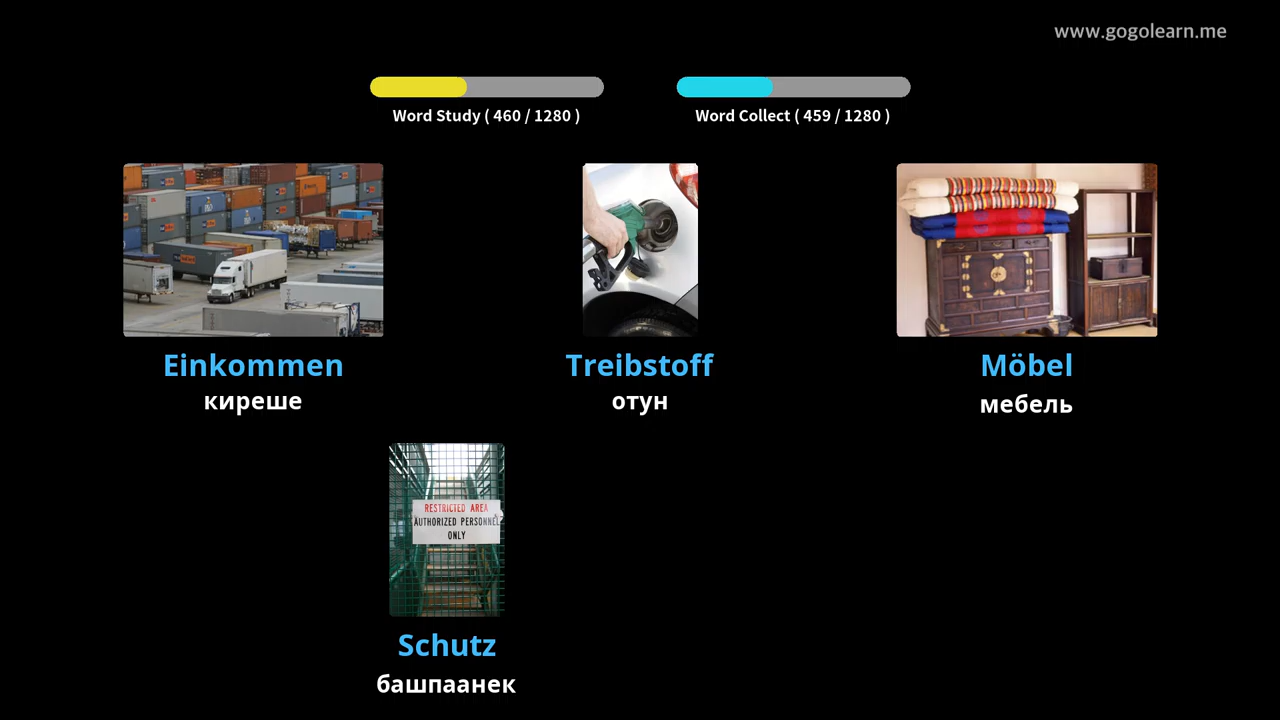 www.gogolearn.me
Word Study ( 460 / 1280 )
Word Collect ( 459 / 1280 )
Einkommen
киреше
Treibstoff
отун
Möbel
мебель
RESTRICTED AREA
AUTHORIZED PERSONNEL
ONLY
Schutz
башпаанек